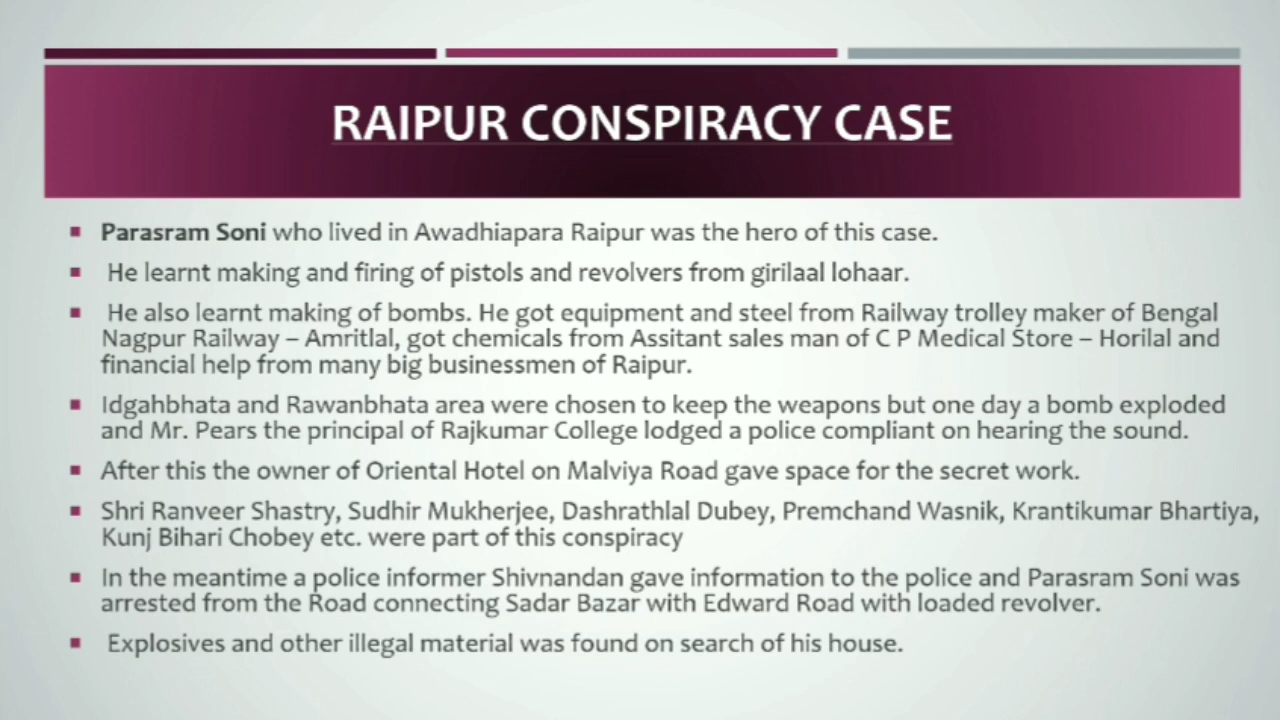 RAIPUR CONSPIRACY CASE
Parasram Soni who lived in Awadhiapara Raipur was the hero of this case.
He learnt making and firing of pistols and revolvers from girilaal lohaar.
He also learnt making of bombs. He got equipment and steel from Railway trolley maker of Bengal
Nagpur Railway – Amritlal, got chemicals from Assitant sales man of C P Medical Store – Horilal and
financial help from many big businessmen of Raipur.
Idgahbhata and Rawanbhata area were chosen to keep the weapons but one day a bomb exploded
and Mr. Pears the principal of Rajkumar College lodged a police compliant on hearing the sound.
After this the owner of Oriental Hotel on Malviya Road gave space for the secret work.
Shri Ranveer Shastry, Sudhir Mukherjee, Dashrathlal Dubey, Premchand Wasnik, Krantikumar Bhartiya,
Kunj Bihari Chobey etc. were part of this conspiracy
In the meantime a police informer Shivnandan gave information to the police and Parasram Soni was
arrested from the Road connecting Sadar Bazar with Edward Road with loaded revolver.
Explosives and other illegal material was found on search of his house.